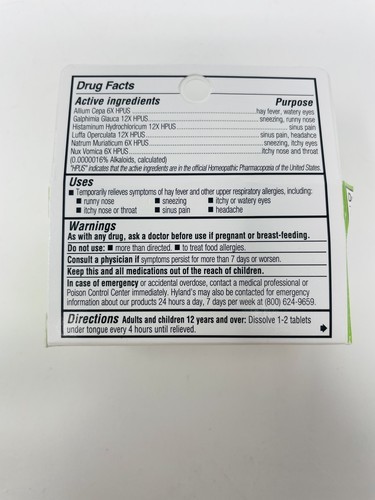 Drug Facts
Active ingredients Purpose
Allium Cepa 6X HPUS hay fever, watery eyes
Galphimia Glauca 12X HPUS sneezing, runny nose
Histaminum Hydrochloricum 12X HPUS sinus pain
Luffa Operculata 12X HPUS sinus pain, headahce
Natrum Muriaticum 6X HPUS sneezing, itchy eyes
Nux Vomica 6X HPUS itchy nose and throat
(0.0000016% Alkaloids, calculated)
"HPUS" indicates that the active ingredients are in the official Homeopathic Pharmacopœia of the United States.
Uses
■ Temporarily relieves symptoms of hay fever and other upper respiratory allergies, including:
■ runny nose ■ sneezing ■ itchy or watery eyes
■ itchy nose or throat ■ sinus pain ■ headache
Warnings
As with any drug, ask a doctor before use if pregnant or breast-feeding.
Do not use: ■ more than directed. ■ to treat food allergies.
Consult a physician if symptoms persist for more than 7 days or worsen.
Keep this and all medications out of the reach of children.
In case of emergency or accidental overdose, contact a medical professional or
Poison Control Center immediately. Hyland's may also be contacted for emergency
information about our products 24 hours a day, 7 days per week at (800) 624-9659.
Directions Adults and children 12 years and over: Dissolve 1-2 tablets
under tongue every 4 hours until relieved.